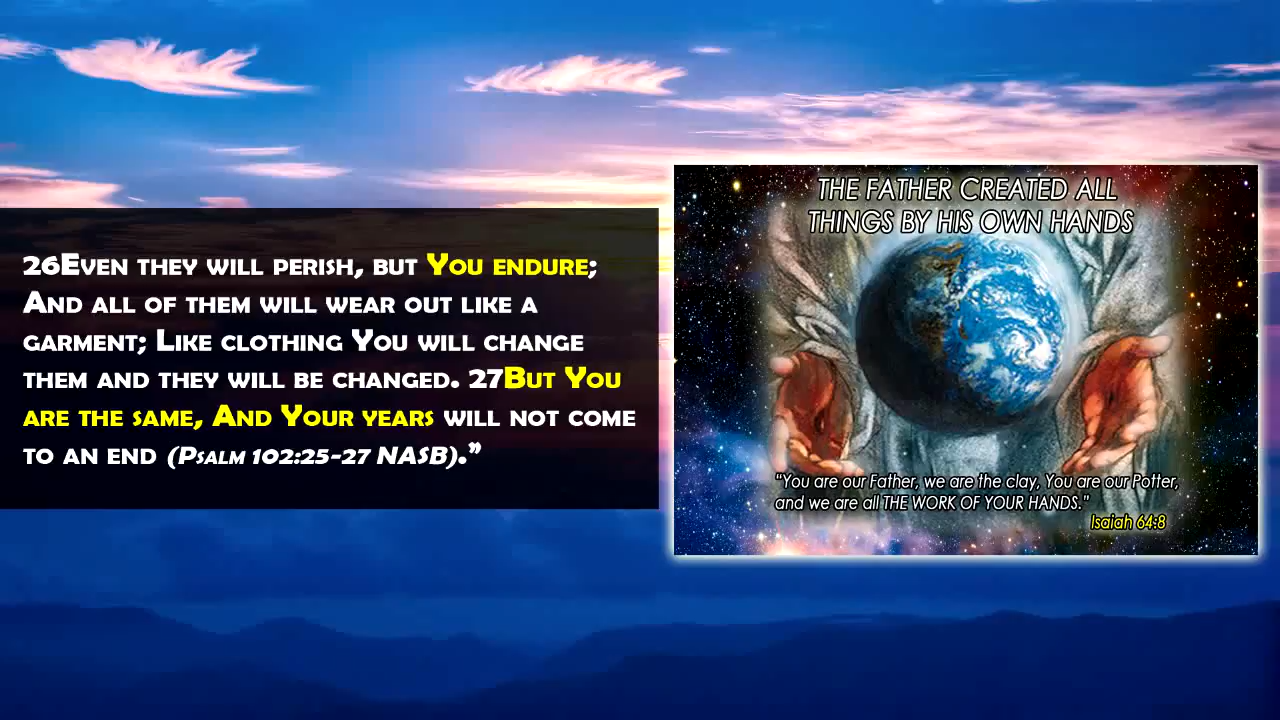 26Even they will perish, but You endure;
And all of them will wear out like a
garment; Like clothing You will change
them and they will be changed. 27But You
are the same, And Your years will not come
to an end (Psalm 102:25-27 NASB).”
THE FATHER CREATED ALL
THINGS BY HIS OWN HANDS
“You are our Father, we are the clay, You are our Potter,
and we are all THE WORK OF YOUR HANDS.”
Isaiah 64:8